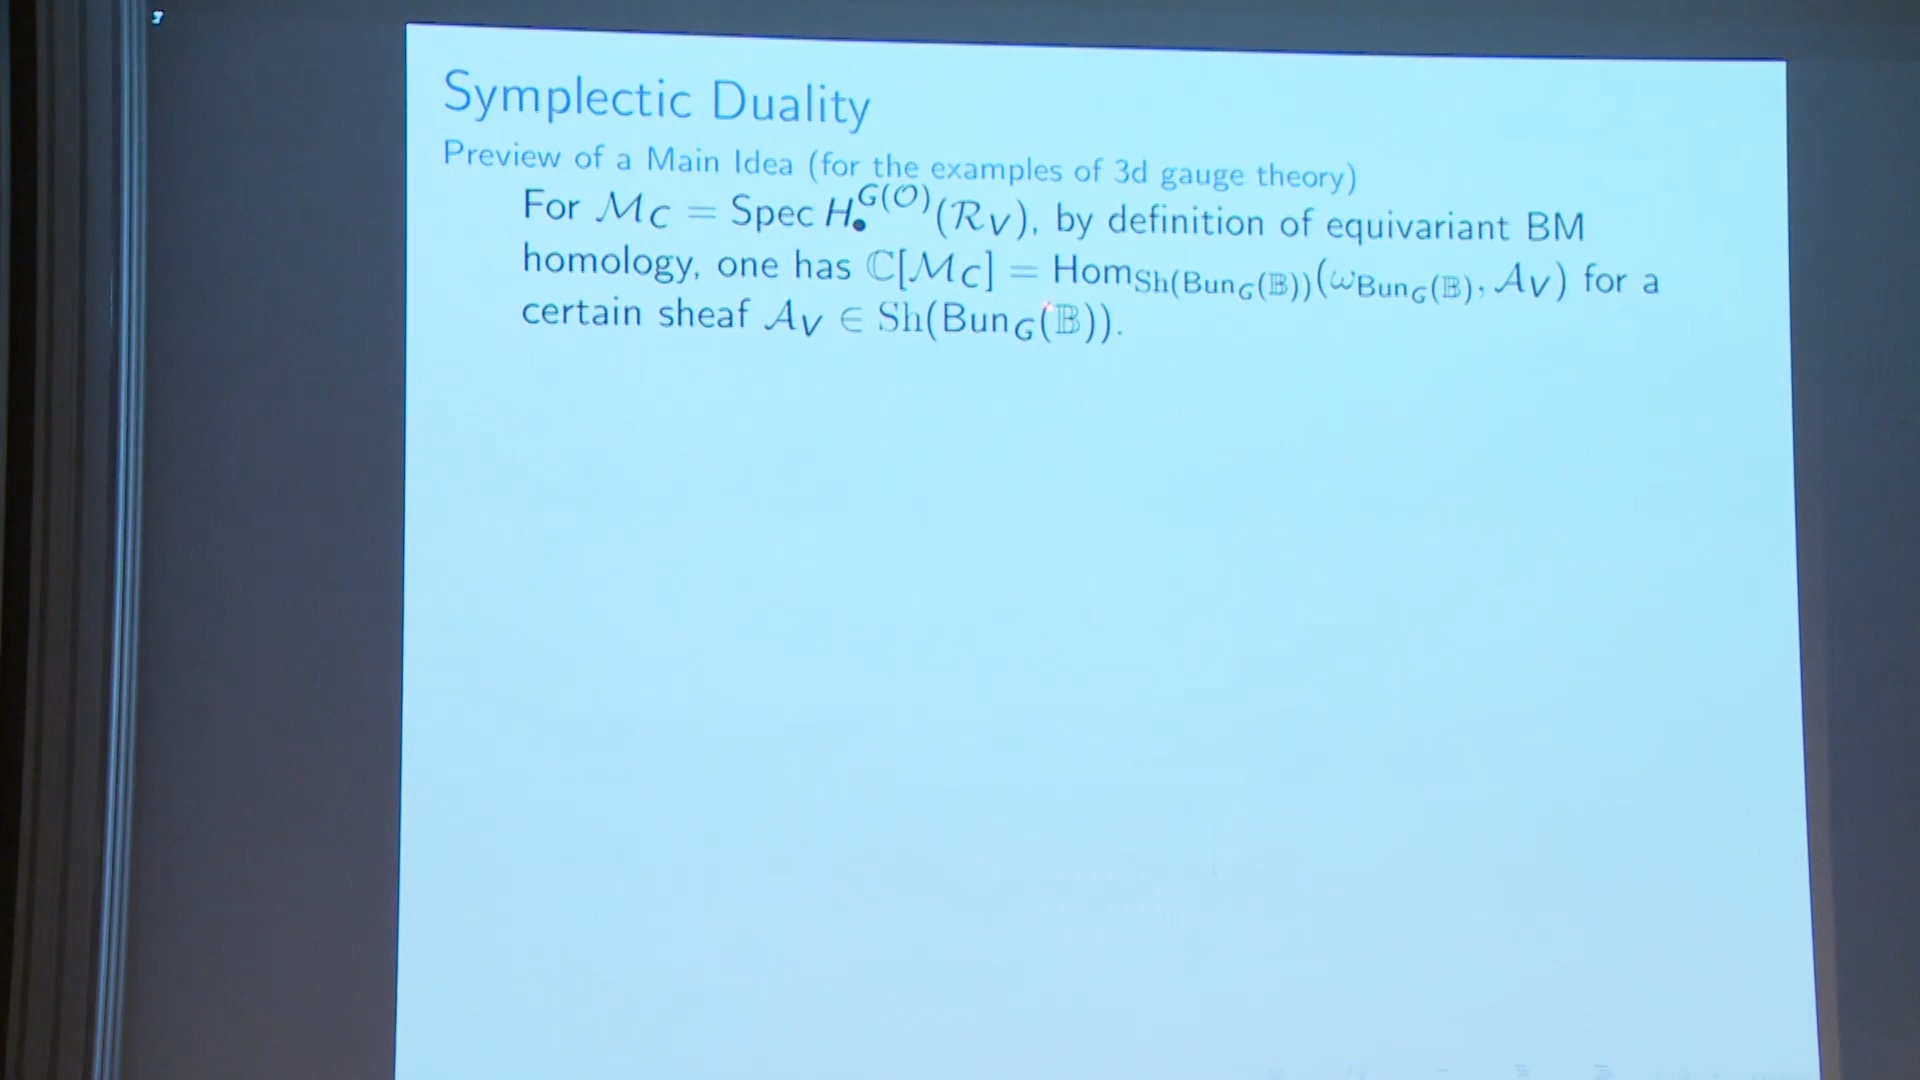 Symplectic Duality
Preview of a Main Idea (for the examples of 3d gauge theory)
For ℳ_C = Spec H_•^{G(𝒪)}(ℛ_V), by definition of equivariant BM
homology, one has ℂ[ℳ_C] = Hom_{Sh(Bun_G(𝔹))}(ω_{Bun_G(𝔹)}, 𝒜_V) for a
certain sheaf 𝒜_V ∈ Sh(Bun_G(𝔹)).